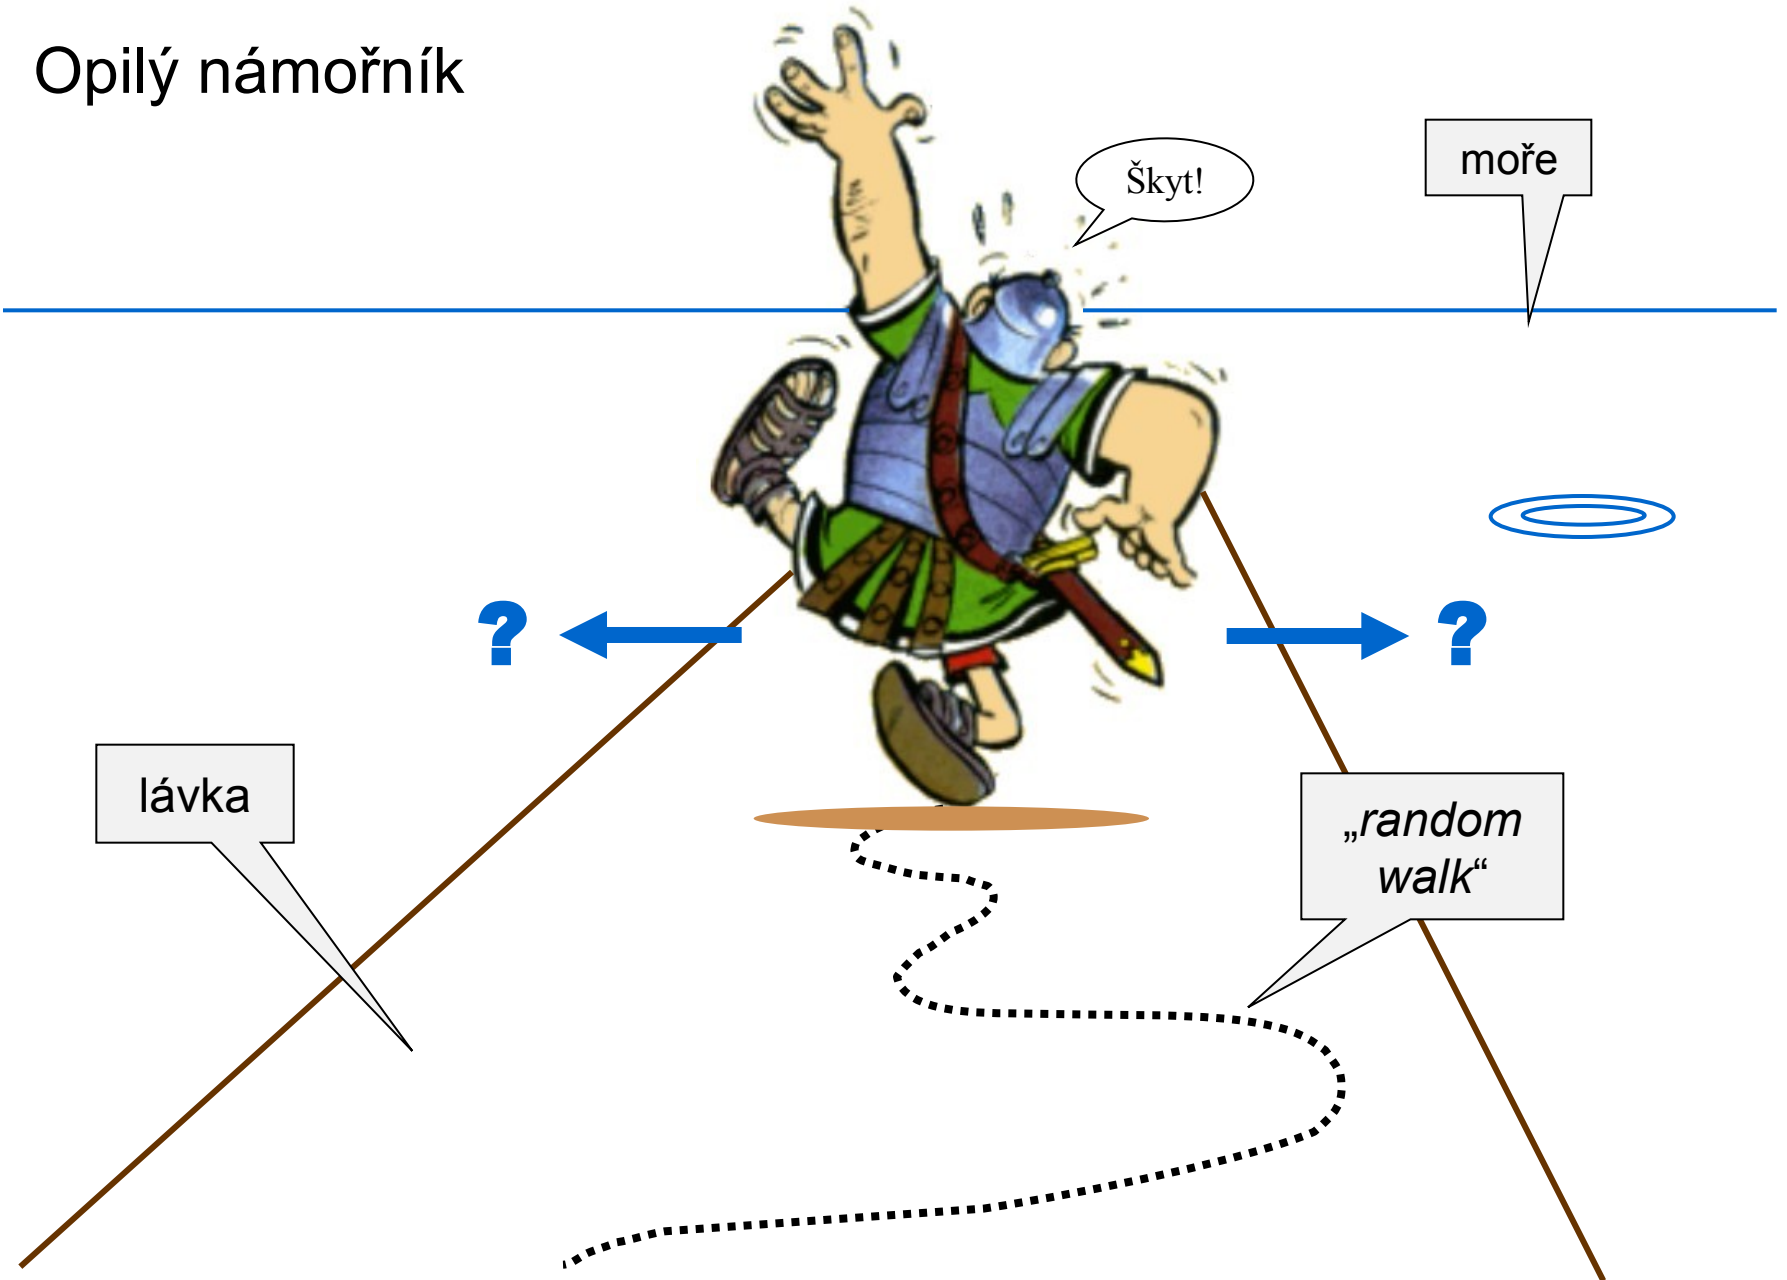 Opilý námořník
Škyt!
moře
? ?
lávka
„random
walk“